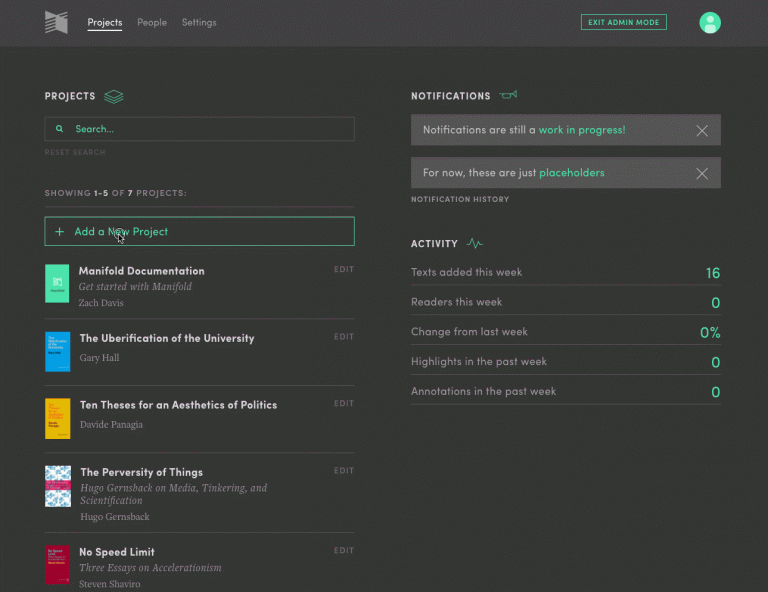 Projects People Settings
EXIT ADMIN MODE
PROJECTS
Search...
RESET SEARCH
SHOWING 1-5 OF 7 PROJECTS:
Add a New Project
Manifold Documentation
EDIT
Get started with Manifold
Zach Davis
The Uberification of the University
EDIT
Gary Hall
Ten Theses for an Aesthetics of Politics
EDIT
Davide Panagia
The Perversity of Things
EDIT
Hugo Gernsback on Media, Tinkering, and
Scientification
Hugo Gernsback
No Speed Limit
EDIT
Three Essays on Accelerationism
Steven Shaviro
NOTIFICATIONS
Notifications are still a work in progress!
For now, these are just placeholders
NOTIFICATION HISTORY
ACTIVITY
Texts added this week 16
Readers this week 0
Change from last week 0%
Highlights in the past week 0
Annotations in the past week 0